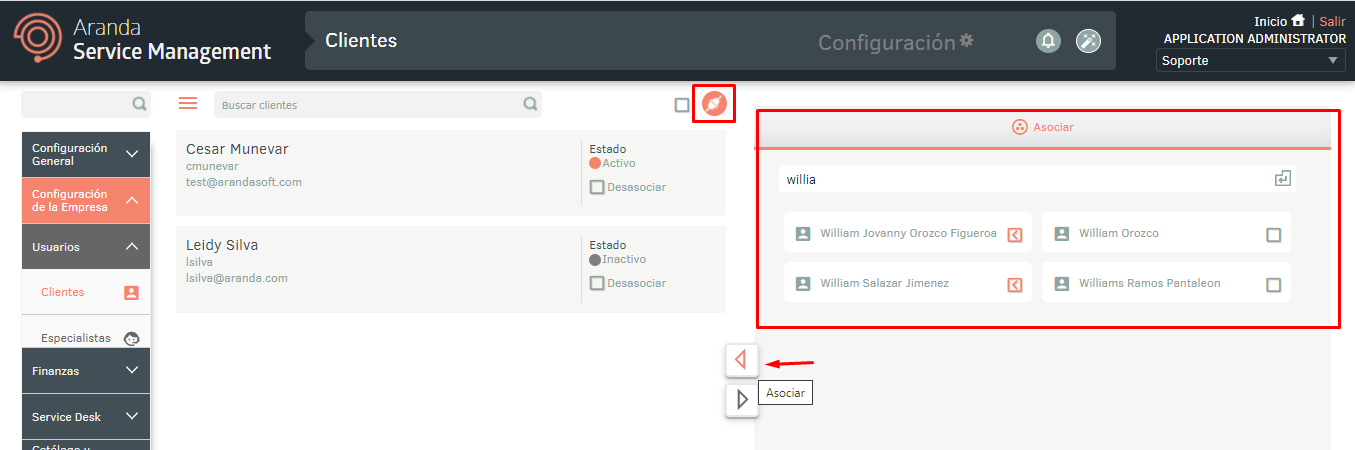 Aranda
Service Management
Clientes
Configuración
Inicio | Salir
APPLICATION ADMINISTRATOR
Soporte
Buscar clientes
Configuración
General
Configuración
de la Empresa
Usuarios
Clientes
Especialistas
Finanzas
Service Desk
Catálogo y
Cesar Munevar
cmunevar
test@arandasoft.com
Estado
Activo
Desasociar
Leidy Silva
lsilva
lsilva@aranda.com
Estado
Inactivo
Desasociar
Asociar
willia
William Jovanny Orozco Figueroa
William Orozco
William Salazar Jimenez
Williams Ramos Pantaleon
Asociar